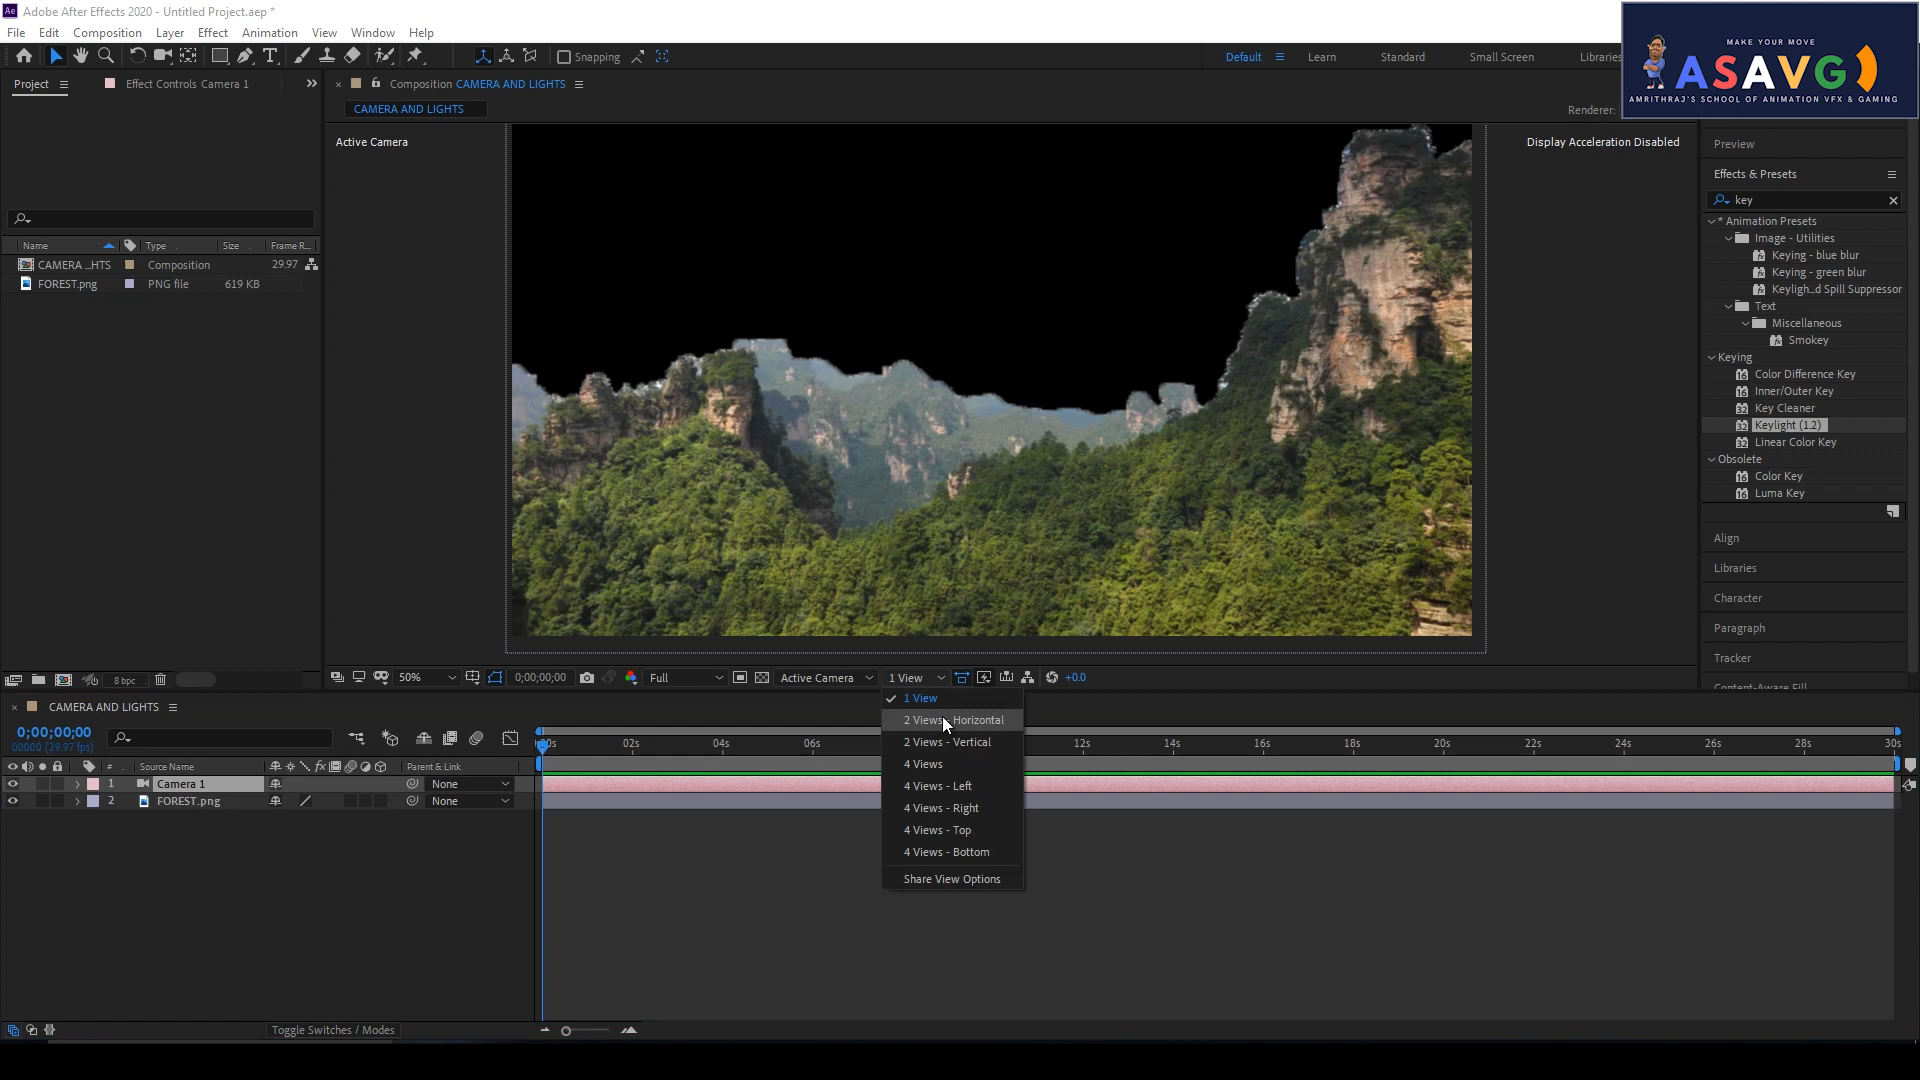 Ae Adobe After Effects 2020 - Untitled Project.aep *
File Edit Composition Layer Effect Animation View Window Help
Snapping
Default Learn Standard Small Screen Libraries
MAKE YOUR MOVE
ASAVG
AMRITHRAJ'S SCHOOL OF ANIMATION VFX & GAMING
Project Effect Controls Camera 1
Composition CAMERA AND LIGHTS
CAMERA AND LIGHTS
Renderer:
Active Camera
Display Acceleration Disabled
Name Type Size Frame R...
CAMERA ...HTS Composition 29.97
FOREST.png PNG file 619 KB
8 bpc
Preview
Effects & Presets
key
* Animation Presets
Image - Utilities
Keying - blue blur
Keying - green blur
Keyligh...d Spill Suppressor
Text
Miscellaneous
Smokey
Keying
Color Difference Key
Inner/Outer Key
Key Cleaner
Keylight (1.2)
Linear Color Key
Obsolete
Color Key
Luma Key
Align
Libraries
Character
Paragraph
Tracker
Content-Aware Fill
50% 0;00;00;00 Full Active Camera 1 View +0.0
1 View
2 Views - Horizontal
2 Views - Vertical
4 Views
4 Views - Left
4 Views - Right
4 Views - Top
4 Views - Bottom
Share View Options
CAMERA AND LIGHTS
0;00;00;00
00000 (29.97 fps)
02s 04s 06s 12s 14s 16s 18s 20s 22s 24s 26s 28s 30s
# Source Name Parent & Link
1 Camera 1 None
2 FOREST.png None
Toggle Switches / Modes